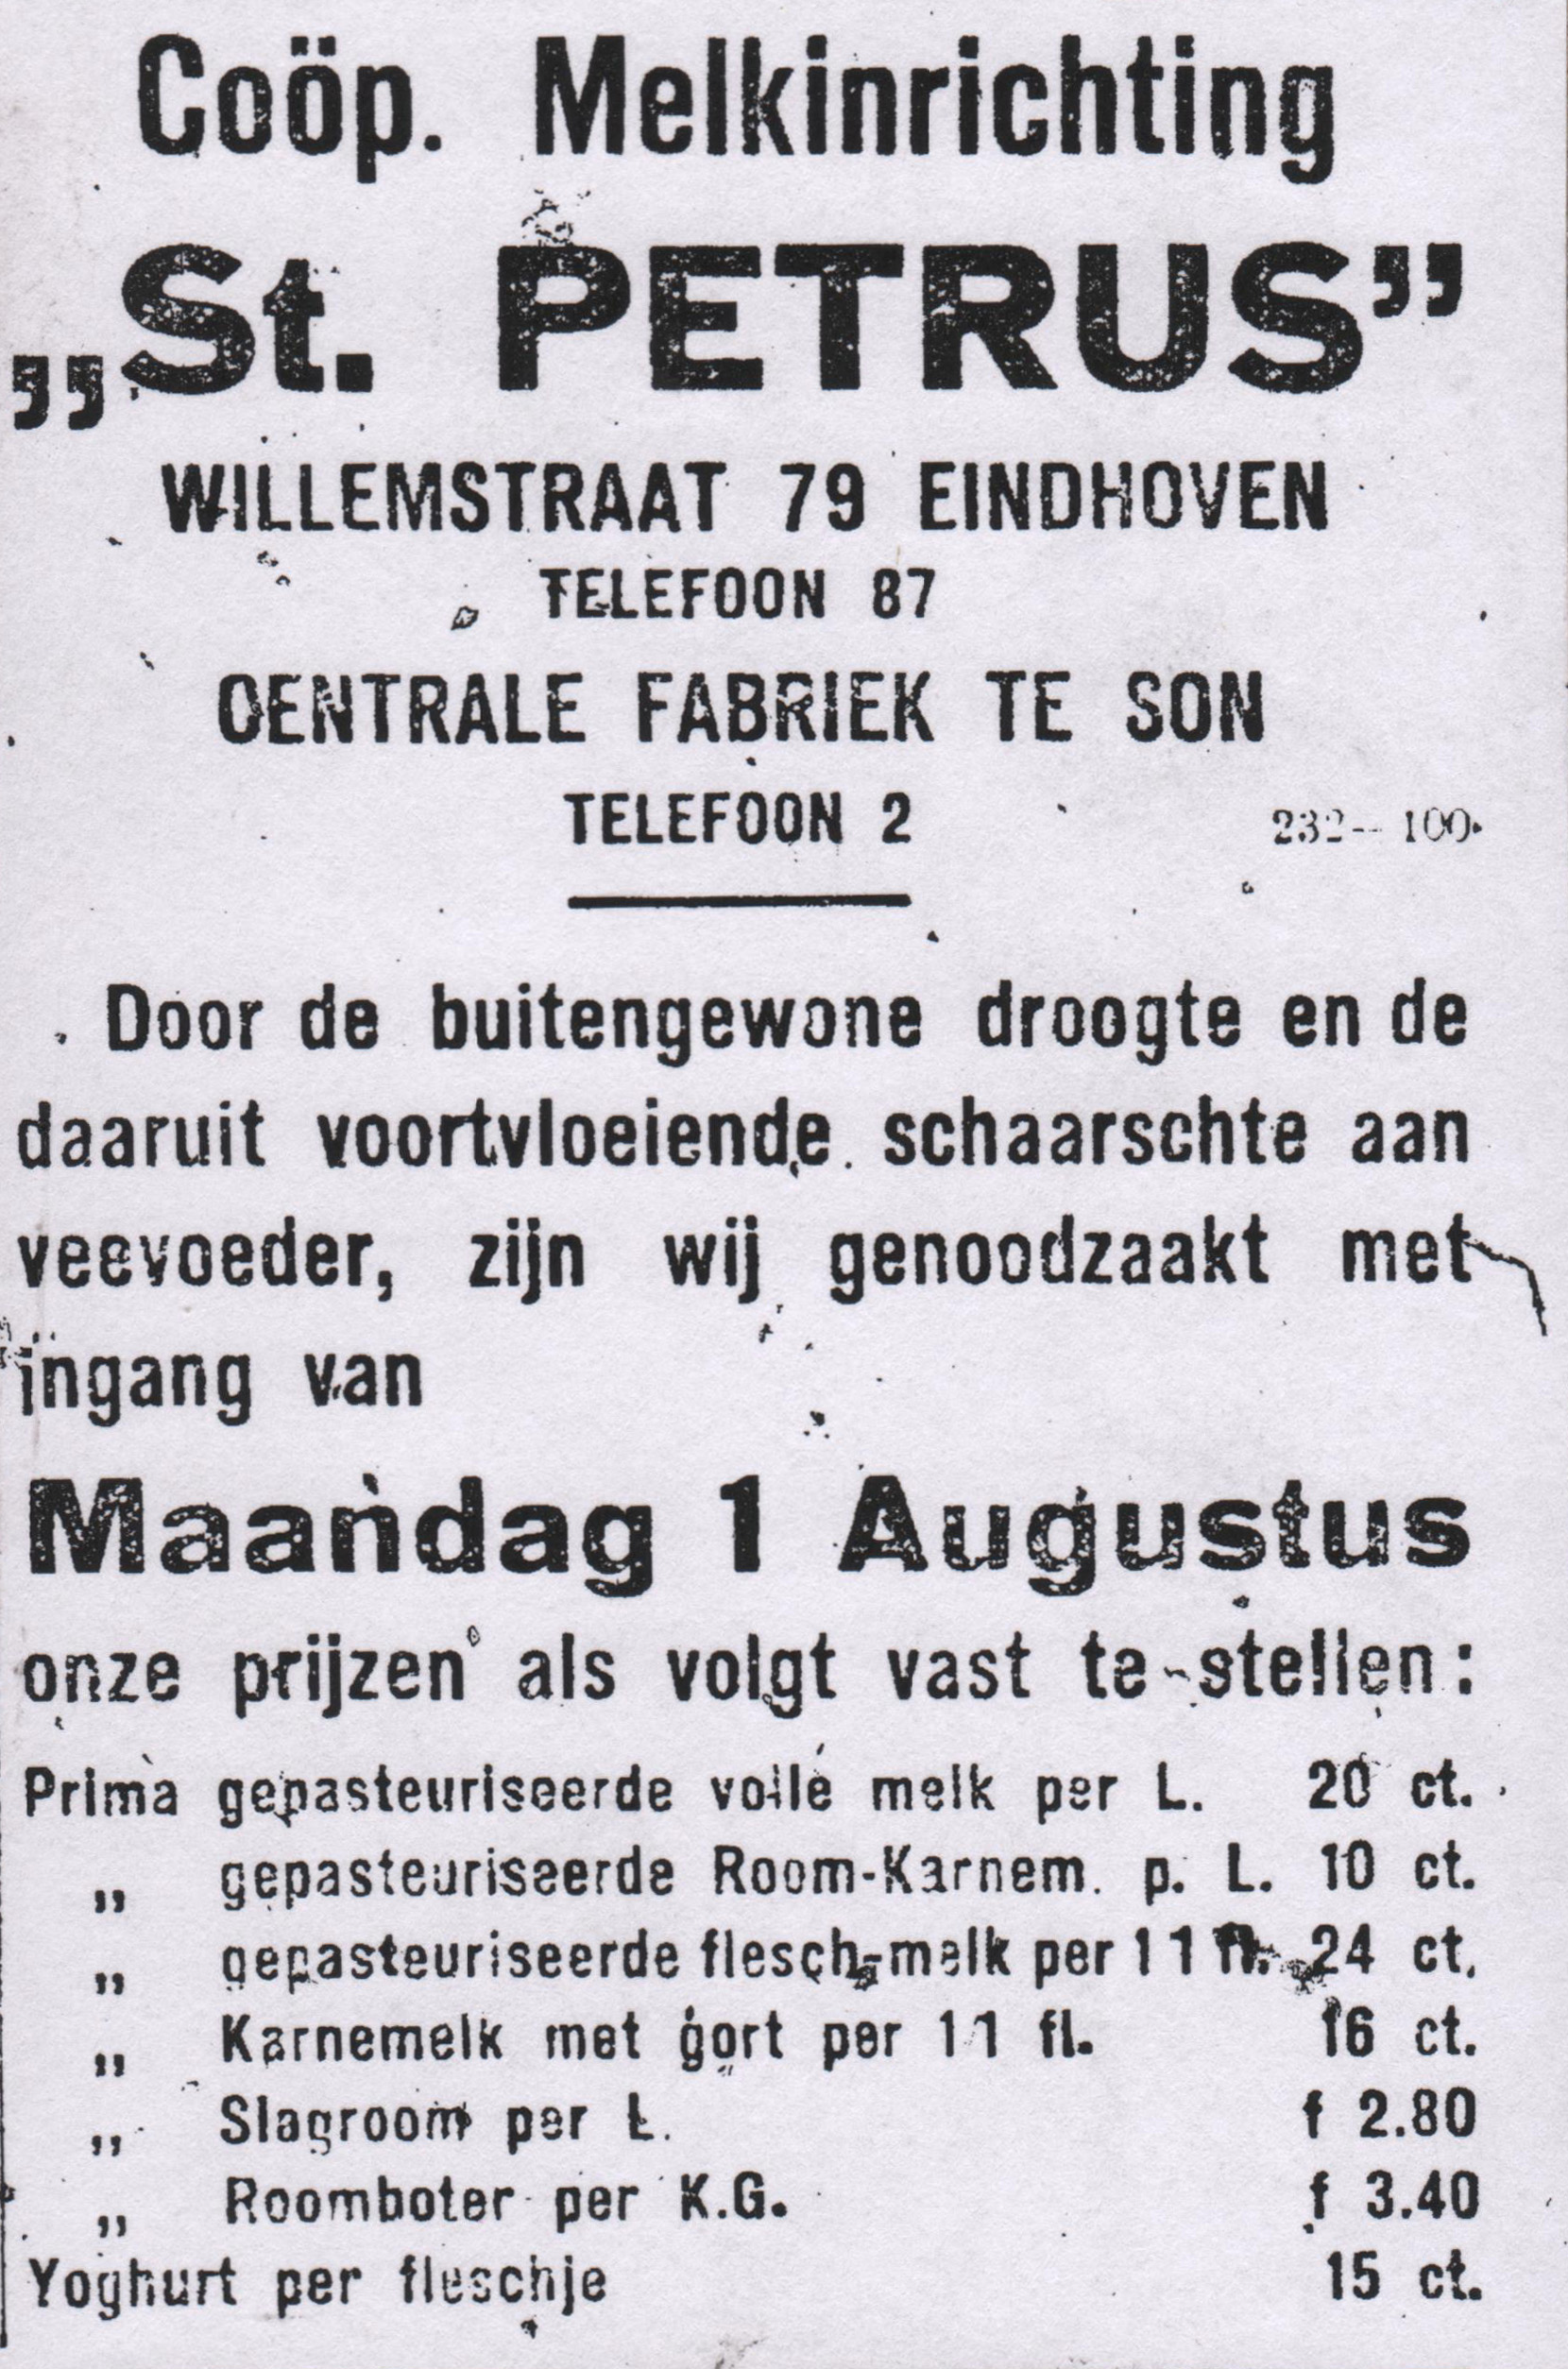 Coöp. Melkinrichting
„St. PETRUS”
WILLEMSTRAAT 79 EINDHOVEN
TELEFOON 87
CENTRALE FABRIEK TE SON
TELEFOON 2
232-- 100.
Door de buitengewone droogte en de
daaruit voortvloeiende schaarschte aan
veevoeder, zijn wij genoodzaakt met
ingang van
Maandag 1 Augustus
onze prijzen als volgt vast te stellen:
Prima gepasteuriseerde volle melk per L. 20 ct.
„ gepasteuriseerde Room-Karnem. p. L. 10 ct.
„ gepasteuriseerde flesch-melk per 1 1 fl. 24 ct.
„ Karnemelk met gort per 1 1 fl. 16 ct.
„ Slagroom per L. f 2.80
„ Roomboter per K.G. f 3.40
Yoghurt per fleschje 15 ct.